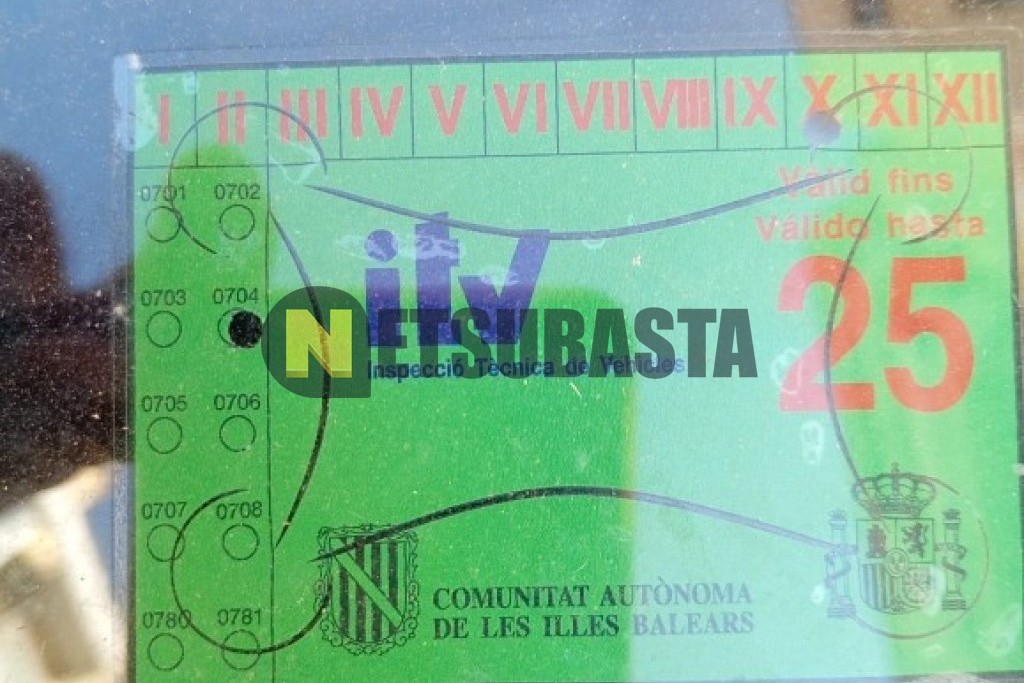 I II III IV V VI VII VIII IX X XI XII
0701 0702
Vàlid fins
Válido hasta
25
0703 0704
itv
NETSUBASTA
Inspecció Tècnica de Vehicles
0705 0706
0707 0708
COMUNITAT AUTÒNOMA
DE LES ILLES BALEARS
0780 0781